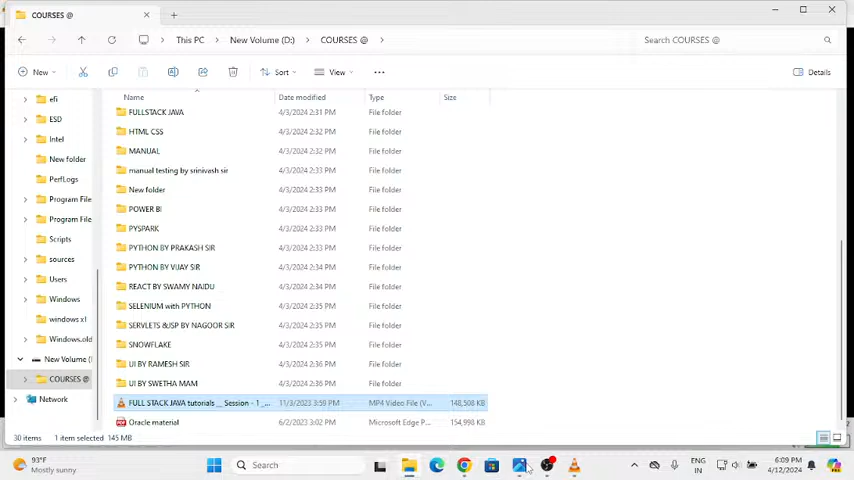 COURSES @
This PC > New Volume (D:) > COURSES @ >
Search COURSES @
New
Sort
View
Details
Name
Date modified
Type
Size
efi
ESD
Intel
New folder
PerfLogs
Program File
Program File
Scripts
sources
Users
Windows
windows x!
Windows.old
New Volume (
COURSES @
Network
FULLSTACK JAVA 4/3/2024 2:31 PM File folder
HTML CSS 4/3/2024 2:32 PM File folder
MANUAL 4/3/2024 2:32 PM File folder
manual testing by srinivash sir 4/3/2024 2:33 PM File folder
New folder 4/3/2024 2:33 PM File folder
POWER BI 4/3/2024 2:33 PM File folder
PYSPARK 4/3/2024 2:33 PM File folder
PYTHON BY PRAKASH SIR 4/3/2024 2:33 PM File folder
PYTHON BY VIJAY SIR 4/3/2024 2:34 PM File folder
REACT BY SWAMY NAIDU 4/3/2024 2:34 PM File folder
SELENIUM with PYTHON 4/3/2024 2:35 PM File folder
SERVLETS &JSP BY NAGOOR SIR 4/3/2024 2:35 PM File folder
SNOWFLAKE 4/3/2024 2:35 PM File folder
UI BY RAMESH SIR 4/3/2024 2:36 PM File folder
UI BY SWETHA MAM 4/3/2024 2:36 PM File folder
FULL STACK JAVA tutorials __ Session - 1 _... 11/3/2023 3:59 PM MP4 Video File (V... 148,508 KB
Oracle material 6/2/2023 3:02 PM Microsoft Edge P... 154,998 KB
30 items 1 item selected 145 MB
93°F
Mostly sunny
Search
ENG
IN
6:09 PM
4/12/2024